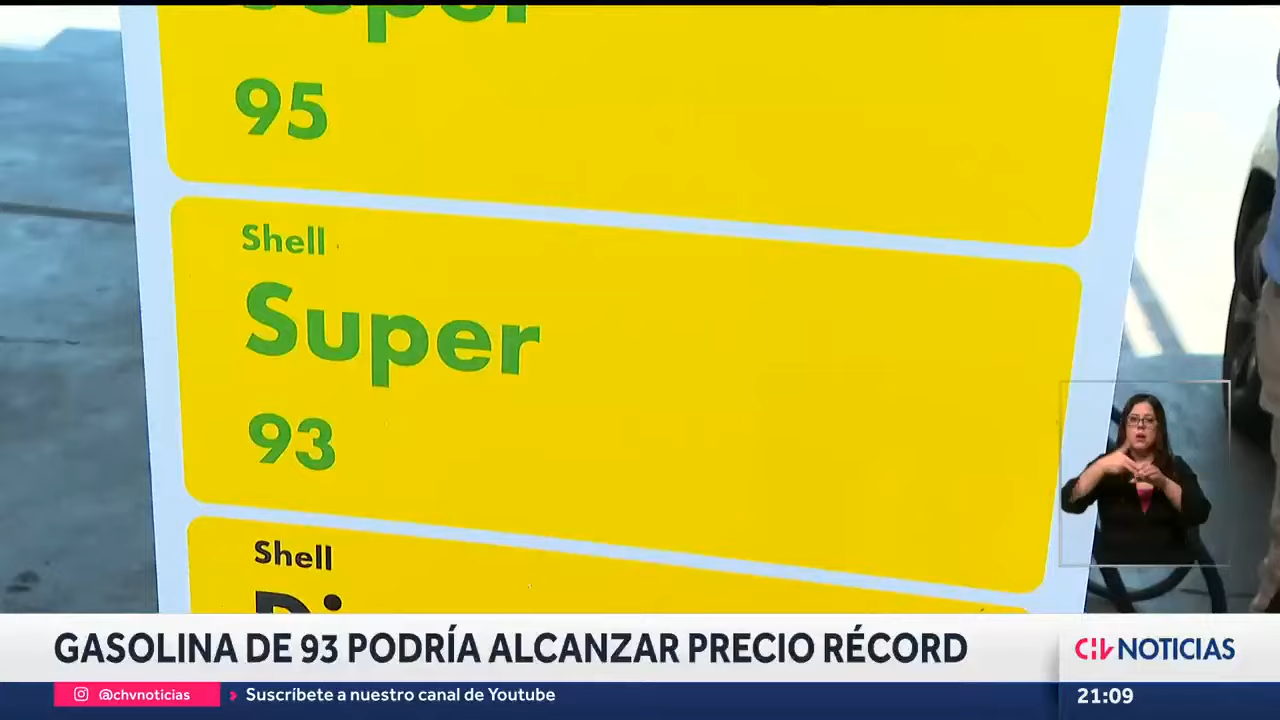 Super
95
Shell
Super
93
Shell
GASOLINA DE 93 PODRÍA ALCANZAR PRECIO RÉCORD
CHV NOTICIAS
@chvnoticias
Suscríbete a nuestro canal de Youtube
21:09